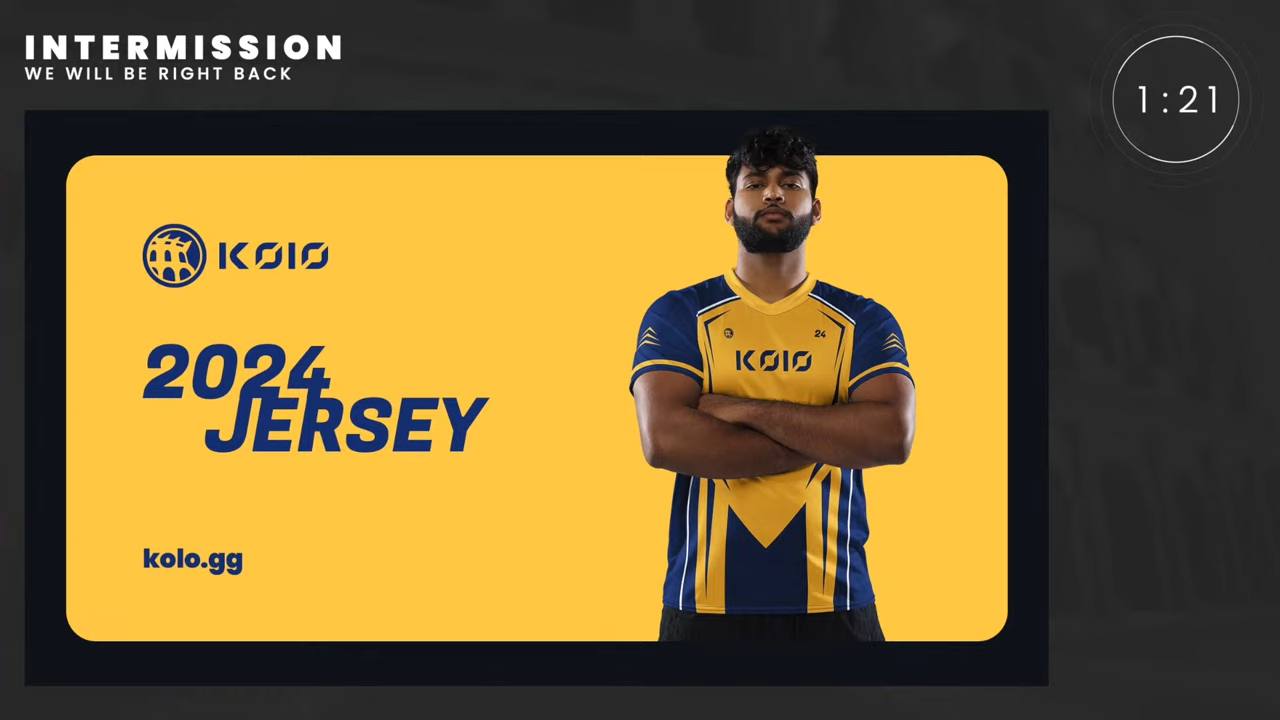 INTERMISSION
WE WILL BE RIGHT BACK
1:21
KOLO
2024
JERSEY
kolo.gg
24
KOLO